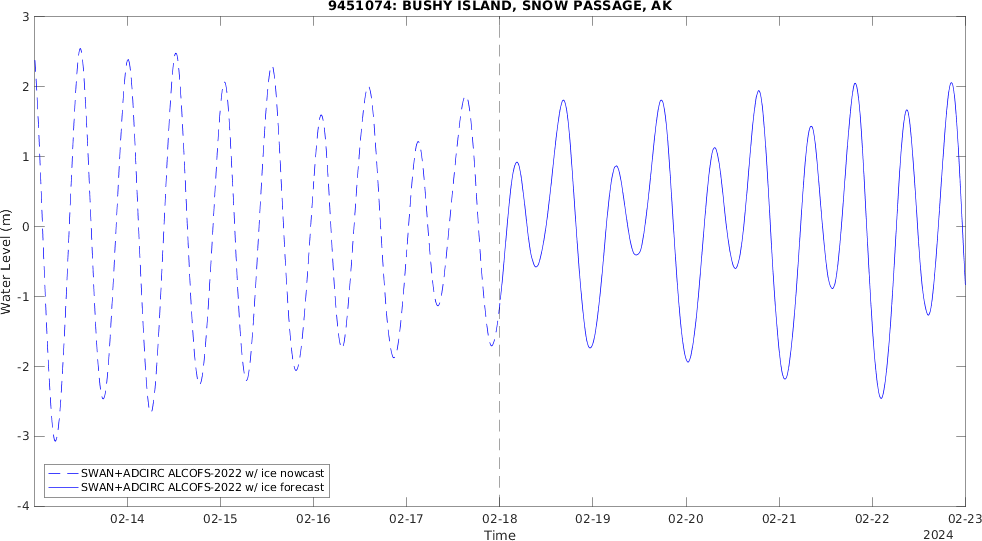 9451074: BUSHY ISLAND, SNOW PASSAGE, AK
3
2
1
0
-1
-2
-3
-4
Water Level (m)
SWAN+ADCIRC ALCOFS-2022 w/ ice nowcast
SWAN+ADCIRC ALCOFS-2022 w/ ice forecast
02-14 02-15 02-16 02-17 02-18 02-19 02-20 02-21 02-22 02-23
Time
2024